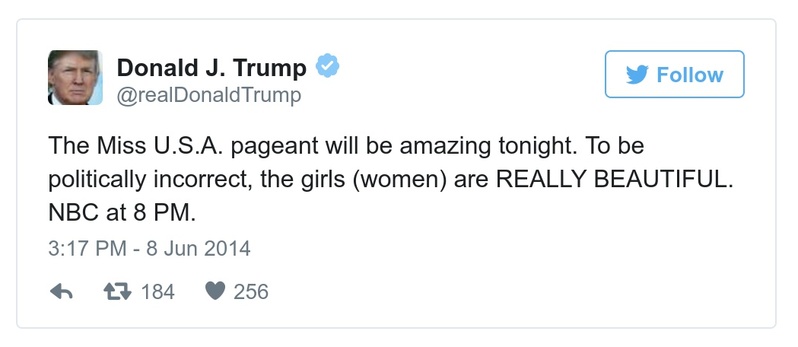 Donald J. Trump
@realDonaldTrump
Follow
The Miss U.S.A. pageant will be amazing tonight. To be
politically incorrect, the girls (women) are REALLY BEAUTIFUL.
NBC at 8 PM.
3:17 PM - 8 Jun 2014
184 256